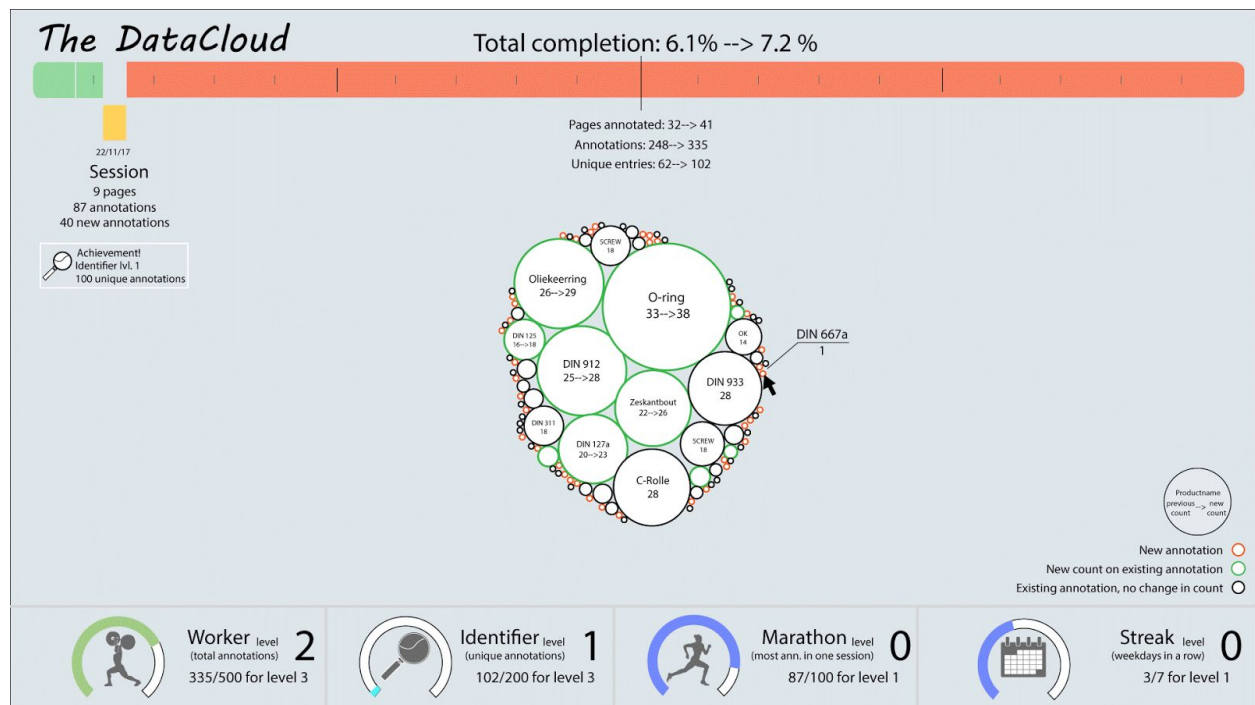 The DataCloud
Total completion: 6.1% --> 7.2 %
Pages annotated: 32--> 41
Annotations: 248--> 335
Unique entries: 62--> 102
22/11/17
Session
9 pages
87 annotations
40 new annotations
Achievement!
Identifier lvl. 1
100 unique annotations
SCREW
18
Oliekeerring
26-->29
O-ring
33-->38
DIN 125
16-->18
OK
14
DIN 667a
1
DIN 912
25-->28
DIN 933
28
Zeskantbout
22-->26
DIN 311
18
DIN 127a
20-->23
SCREW
18
C-Rolle
28
Productname
previous --> new
count count
New annotation
New count on existing annotation
Existing annotation, no change in count
Worker level 2
(total annotations)
335/500 for level 3
Identifier level 1
(unique annotations)
102/200 for level 3
Marathon level 0
(most ann. in one session)
87/100 for level 1
Streak level 0
(weekdays in a row)
3/7 for level 1